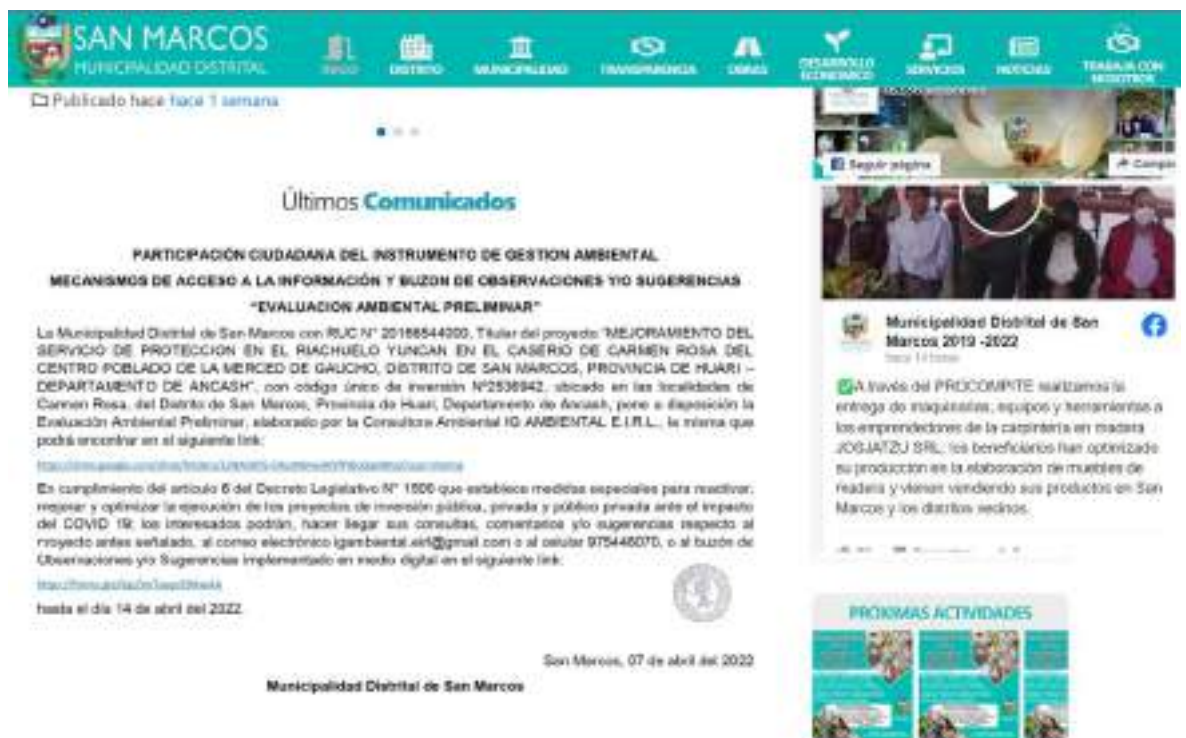 SAN MARCOS
MUNICIPALIDAD DISTRITAL
INICIO
DISTRITO
MUNICIPALIDAD
TRANSPARENCIA
OBRAS
DESARROLLO
ECONOMICO
SERVICIOS
NOTICIAS
TRABAJA CON
NOSOTROS
Publicado hace hace 1 semana
Últimos Comunicados
PARTICIPACIÓN CIUDADANA DEL INSTRUMENTO DE GESTION AMBIENTAL
MECANISMOS DE ACCESO A LA INFORMACIÓN Y BUZON DE OBSERVACIONES Y/O SUGERENCIAS
"EVALUACION AMBIENTAL PRELIMINAR"
La Municipalidad Distrital de San Marcos con RUC N° 20166544000, Titular del proyecto "MEJORAMIENTO DEL
SERVICIO DE PROTECCION EN EL RIACHUELO YUNCAN EN EL CASERIO DE CARMEN ROSA DEL
CENTRO POBLADO DE LA MERCED DE GAUCHO, DISTRITO DE SAN MARCOS, PROVINCIA DE HUARI –
DEPARTAMENTO DE ANCASH", con código único de inversión N°2536942, ubicado en las localidades de
Carmen Rosa, del Distrito de San Marcos, Provincia de Huari, Departamento de Ancash, pone a disposición la
Evaluación Ambiental Preliminar, elaborado por la Consultora Ambiental IG AMBIENTAL E.I.R.L., la misma que
podrá encontrar en el siguiente link:
En cumplimiento del artículo 6 del Decreto Legislativo N° 1500 que establece medidas especiales para reactivar,
mejorar y optimizar la ejecución de los proyectos de inversión pública, privada y público privada ante el impacto
del COVID 19; los interesados podrán, hacer llegar sus consultas, comentarios y/o sugerencias respecto al
proyecto antes señalado, al correo electrónico igambiental.eirl@gmail.com o al celular 975446070, o al buzón de
Observaciones y/o Sugerencias implementado en medio digital en el siguiente link:
hasta el día 14 de abril del 2022.
San Marcos, 07 de abril del 2022
Municipalidad Distrital de San Marcos
Seguir página
Compar
Municipalidad Distrital de San
Marcos 2019 -2022
hace 14 horas
A través del PROCOMPITE realizamos la
entrega de maquinarias, equipos y herramientas a
los emprendedores de la carpintería en madera
JOSJATZU SRL, los beneficiarios han optimizado
su producción en la elaboración de muebles de
madera y vienen vendiendo sus productos en San
Marcos y los distritos vecinos.
PRÓXIMAS ACTIVIDADES